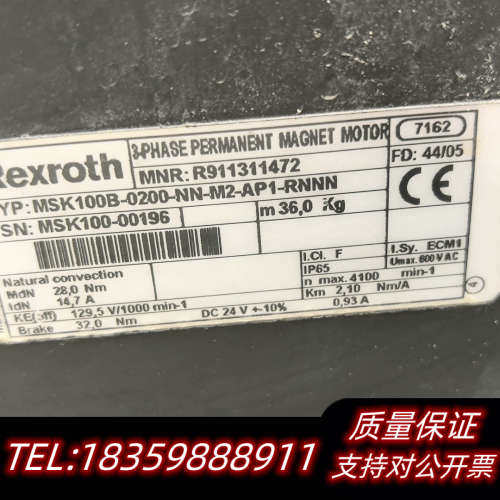 Rexroth
3-PHASE PERMANENT MAGNET MOTOR
7162
MNR: R911311472
FD: 44/05
YP: MSK100B-0200-NN-M2-AP1-RNNN
SN: MSK100-00196
m 36,0 Kg
CE
Natural convection
I.Cl. F
I.Sy. ECM1
MdN 28,0 Nm
IP65
Umax. 600VAC
IdN 14,7 A
n max. 4100 min-1
KE(eff) 129,5 V/1000 min-1
Km 2,10 Nm/A
Brake 32,0 Nm
DC 24 V +-10%
0,93 A
TEL:18359888911
质量保证
支持对公开票